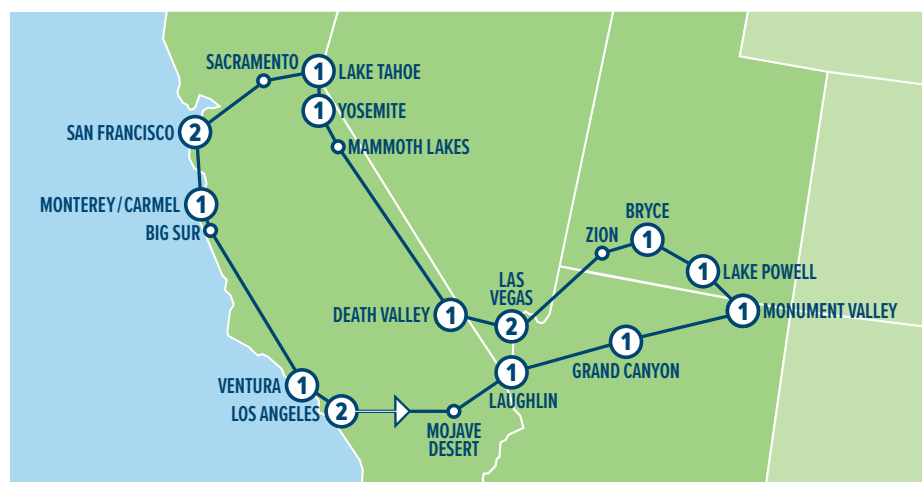 SACRAMENTO
1
LAKE TAHOE
1
YOSEMITE
SAN FRANCISCO
2
MAMMOTH LAKES
MONTEREY/CARMEL
1
BIG SUR
BRYCE
1
ZION
1
LAKE POWELL
LAS
VEGAS
2
DEATH VALLEY
1
1
MONUMENT VALLEY
1
GRAND CANYON
1
LAUGHLIN
VENTURA
1
LOS ANGELES
2
MOJAVE
DESERT